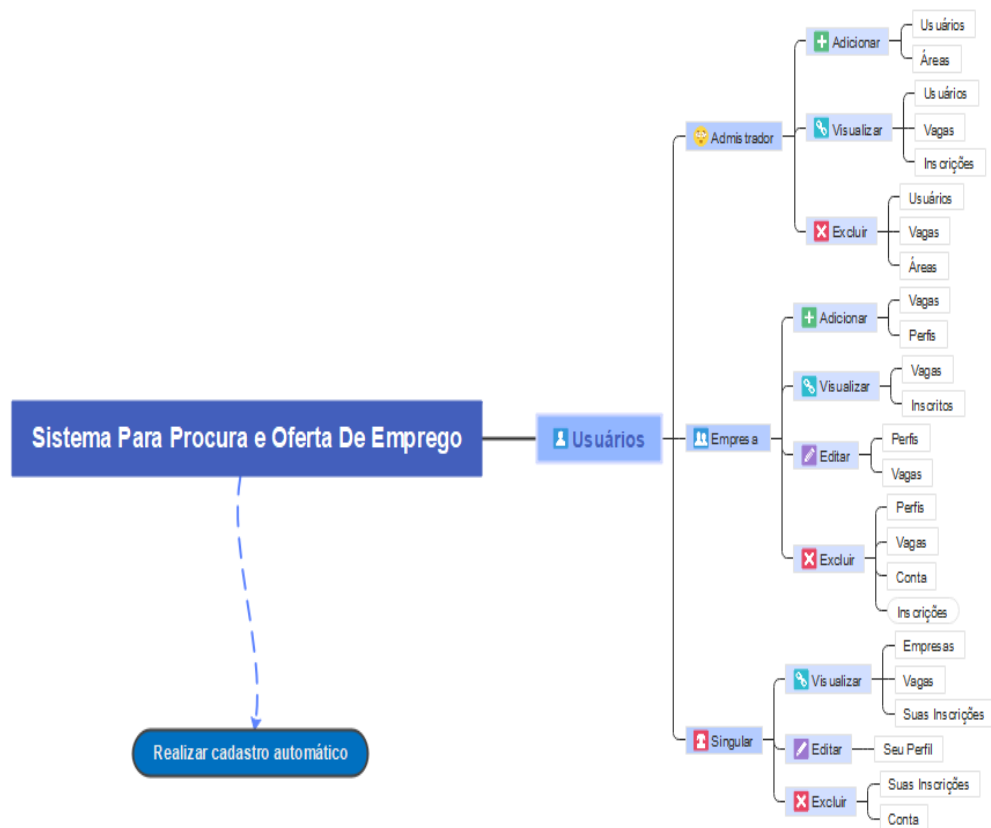 Sistema Para Procura e Oferta De Emprego
Realizar cadastro automático
Usuários
Admistrador
Adicionar
Usuários
Áreas
Visualizar
Usuários
Vagas
Inscrições
Excluir
Usuários
Vagas
Áreas
Empresa
Adicionar
Vagas
Perfis
Visualizar
Vagas
Inscritos
Editar
Perfis
Vagas
Excluir
Perfis
Vagas
Conta
Inscrições
Singular
Visualizar
Empresas
Vagas
Suas Inscrições
Editar
Seu Perfil
Excluir
Suas Inscrições
Conta